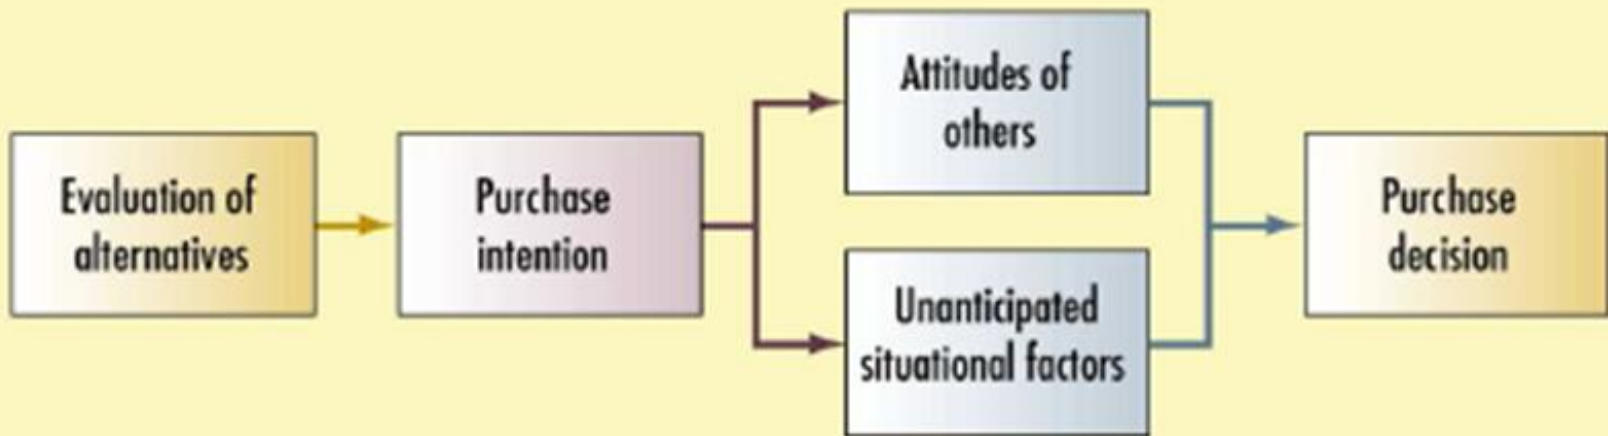 Evaluation of
alternatives
Purchase
intention
Attitudes of
others
Unanticipated
situational factors
Purchase
decision